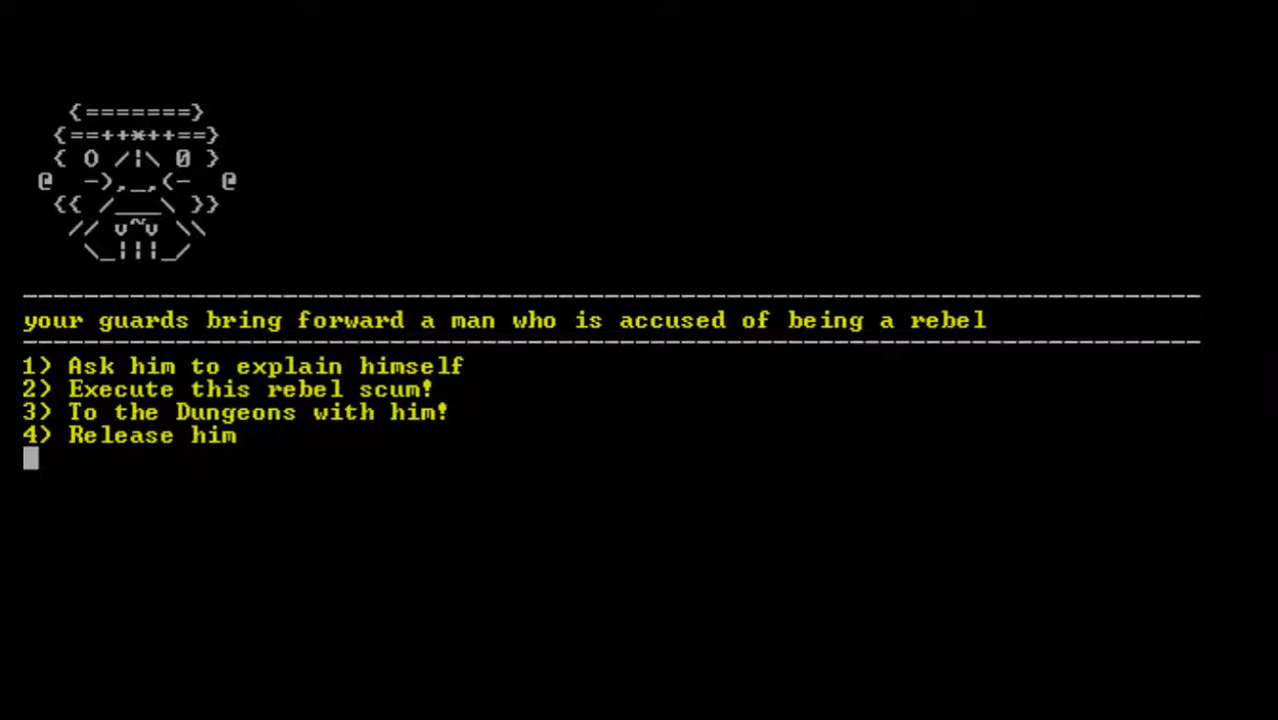 your guards bring forward a man who is accused of being a rebel
1) Ask him to explain himself
2) Execute this rebel scum!
3) To the Dungeons with him!
4) Release him